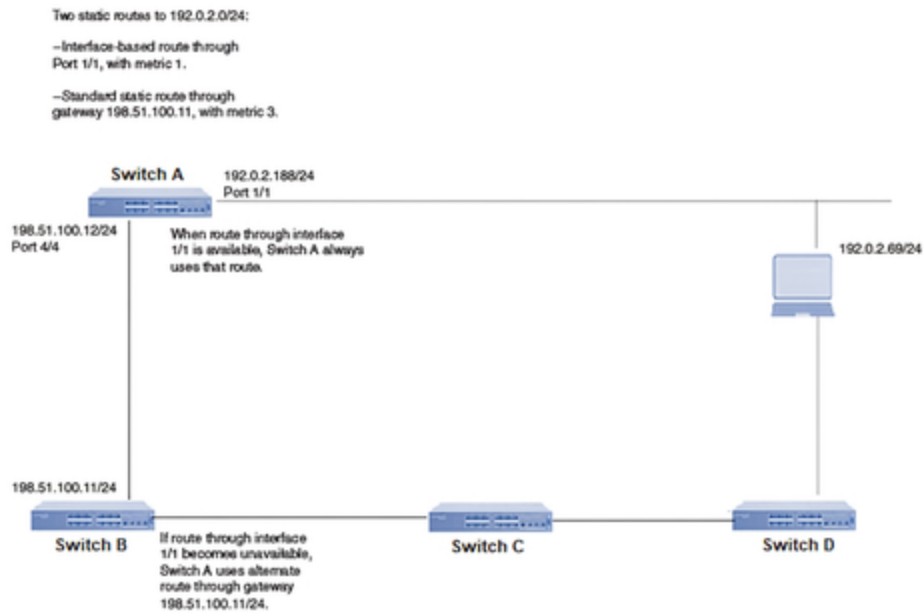 Two static routes to 192.0.2.0/24:
–Interface-based route through
Port 1/1, with metric 1.
–Standard static route through
gateway 198.51.100.11, with metric 3.
Switch A
192.0.2.188/24
Port 1/1
198.51.100.12/24
Port 4/4
When route through interface
1/1 is available, Switch A always
uses that route.
192.0.2.69/24
198.51.100.11/24
Switch B
If route through interface
1/1 becomes unavailable,
Switch A uses alternate
route through gateway
198.51.100.11/24.
Switch C
Switch D